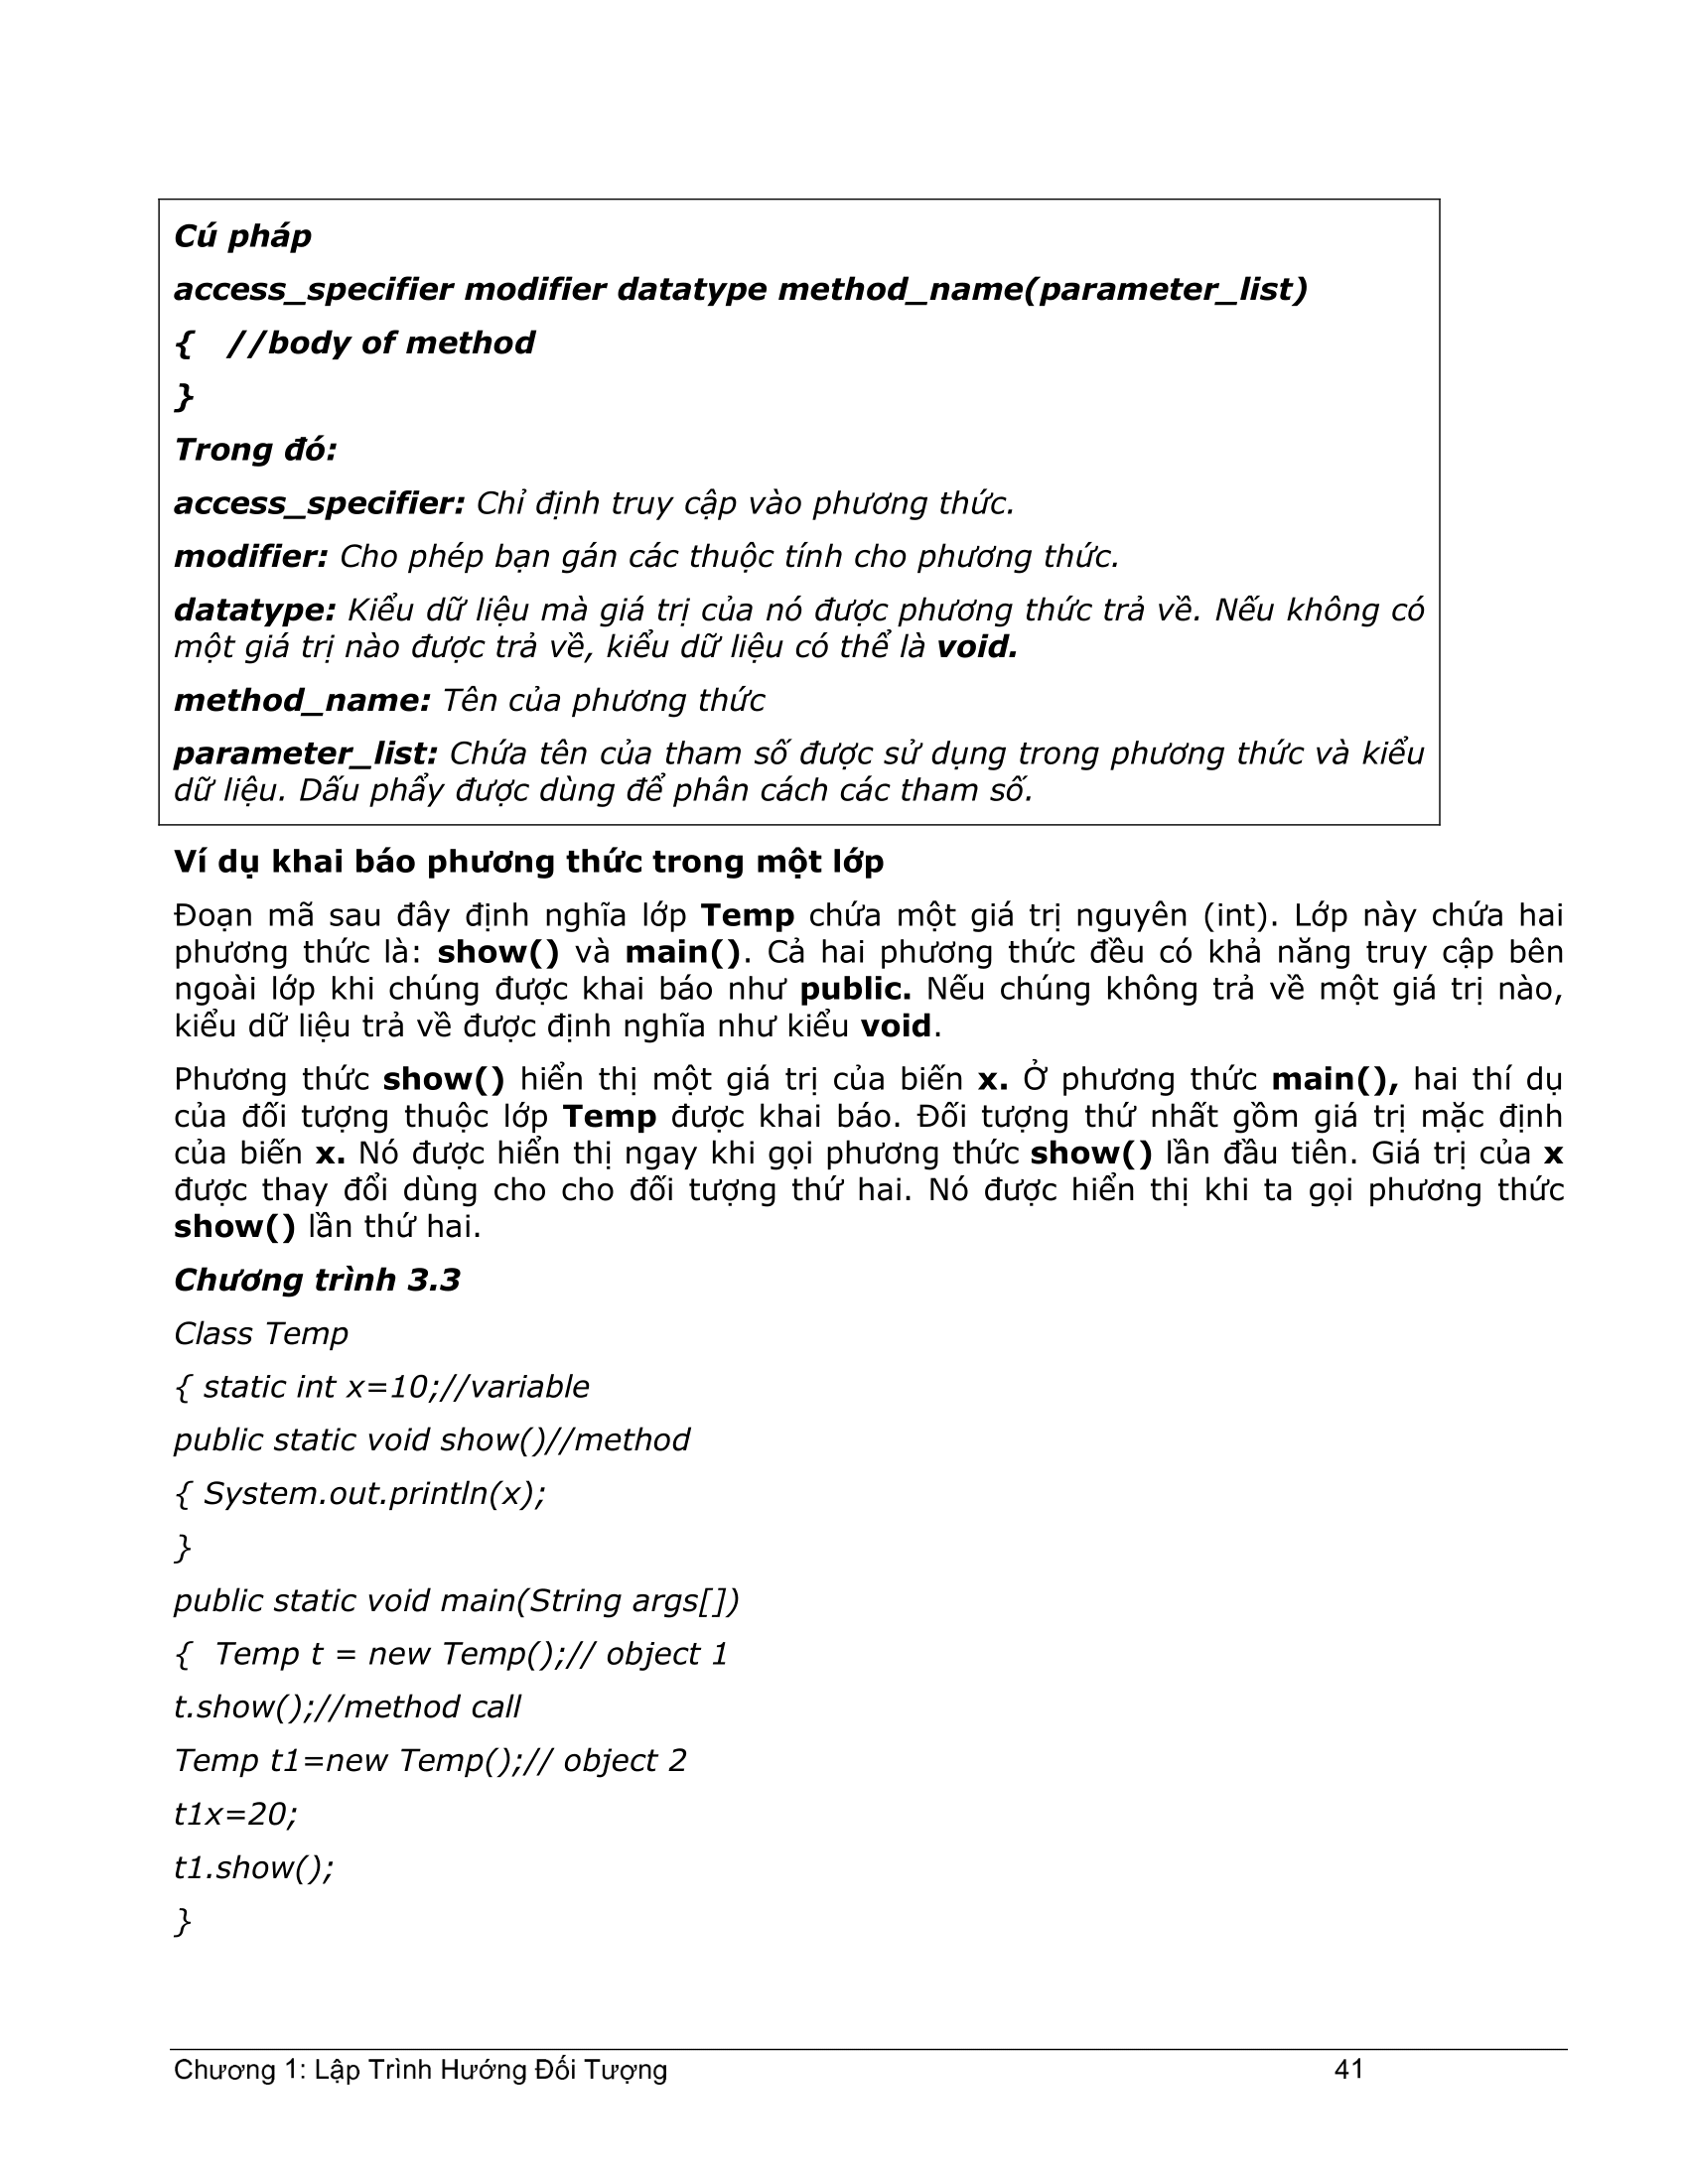 Cú pháp
access_specifier modifier datatype method_name(parameter_list)
{   //body of method
}
Trong đó:
access_specifier: Chỉ định truy cập vào phương thức.
modifier: Cho phép bạn gán các thuộc tính cho phương thức.
datatype: Kiểu dữ liệu mà giá trị của nó được phương thức trả về. Nếu không có
một giá trị nào được trả về, kiểu dữ liệu có thể là void.
method_name: Tên của phương thức
parameter_list: Chứa tên của tham số được sử dụng trong phương thức và kiểu
dữ liệu. Dấu phẩy được dùng để phân cách các tham số.
Ví dụ khai báo phương thức trong một lớp
Đoạn mã sau đây định nghĩa lớp Temp chứa một giá trị nguyên (int). Lớp này chứa hai
phương thức là: show() và main(). Cả hai phương thức đều có khả năng truy cập bên
ngoài lớp khi chúng được khai báo như public. Nếu chúng không trả về một giá trị nào,
kiểu dữ liệu trả về được định nghĩa như kiểu void.
Phương thức show() hiển thị một giá trị của biến x. Ở phương thức main(), hai thí dụ
của đối tượng thuộc lớp Temp được khai báo. Đối tượng thứ nhất gồm giá trị mặc định
của biến x. Nó được hiển thị ngay khi gọi phương thức show() lần đầu tiên. Giá trị của x
được thay đổi dùng cho cho đối tượng thứ hai. Nó được hiển thị khi ta gọi phương thức
show() lần thứ hai.
Chương trình 3.3
Class Temp
{ static int x=10;//variable
public static void show()//method
{ System.out.println(x);
}
public static void main(String args[])
{  Temp t = new Temp();// object 1
t.show();//method call
Temp t1=new Temp();// object 2
t1x=20;
t1.show();
}
Chương 1: Lập Trình Hướng Đối Tượng 41